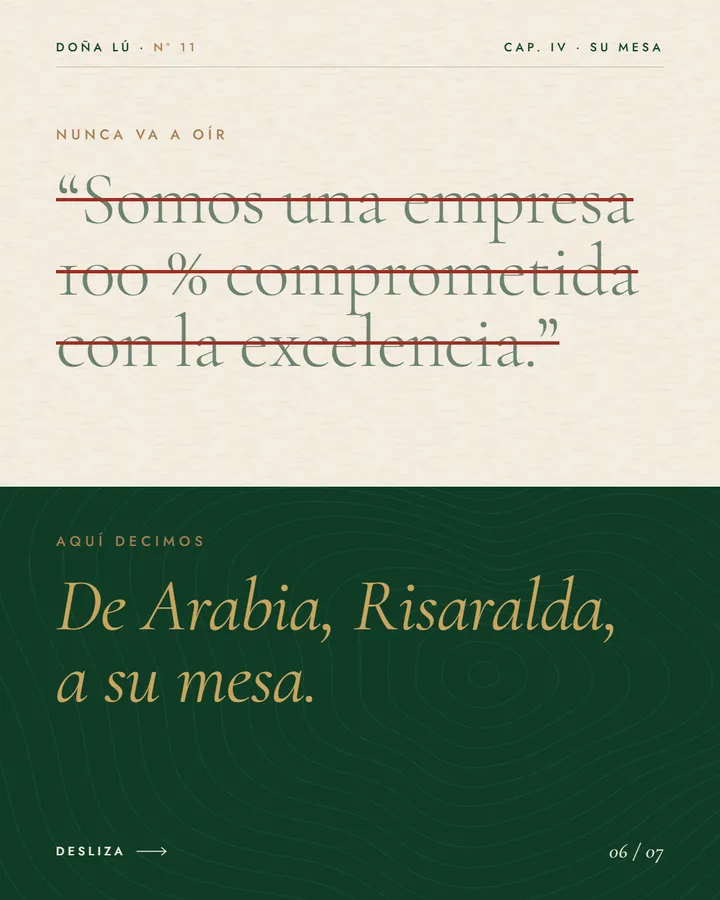 DOÑA LÚ · N° 11
CAP. IV · SU MESA
NUNCA VA A OÍR
“Somos una empresa
100 % comprometida
con la excelencia.”
AQUÍ DECIMOS
De Arabia, Risaralda,
a su mesa.
DESLIZA →
06 / 07